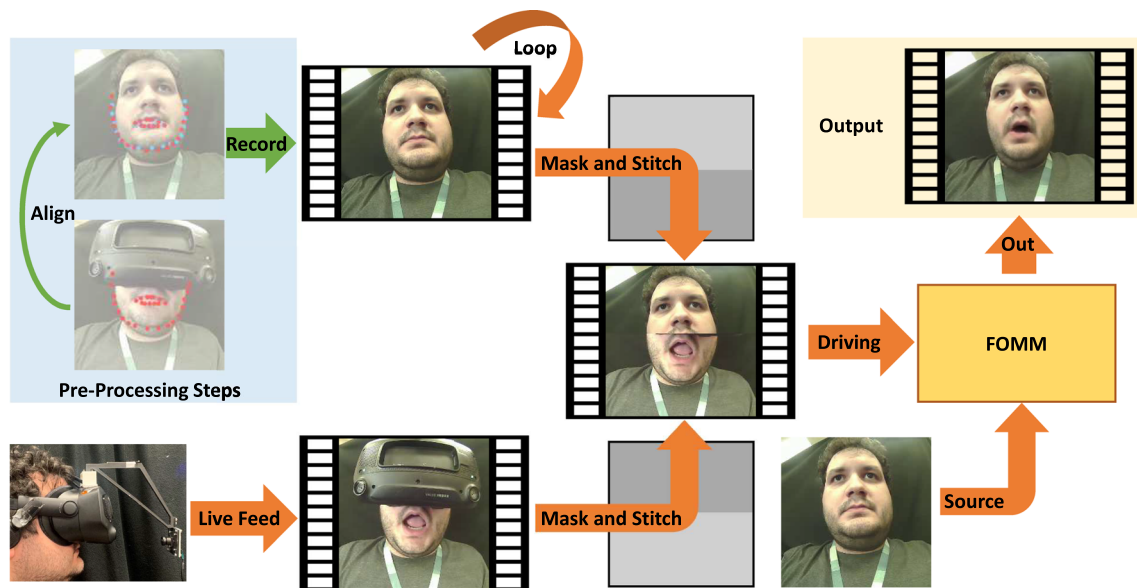 Loop
Record
Align
Pre-Processing Steps
Mask and Stitch
Output
Out
Driving
FOMM
Live Feed
Mask and Stitch
Source